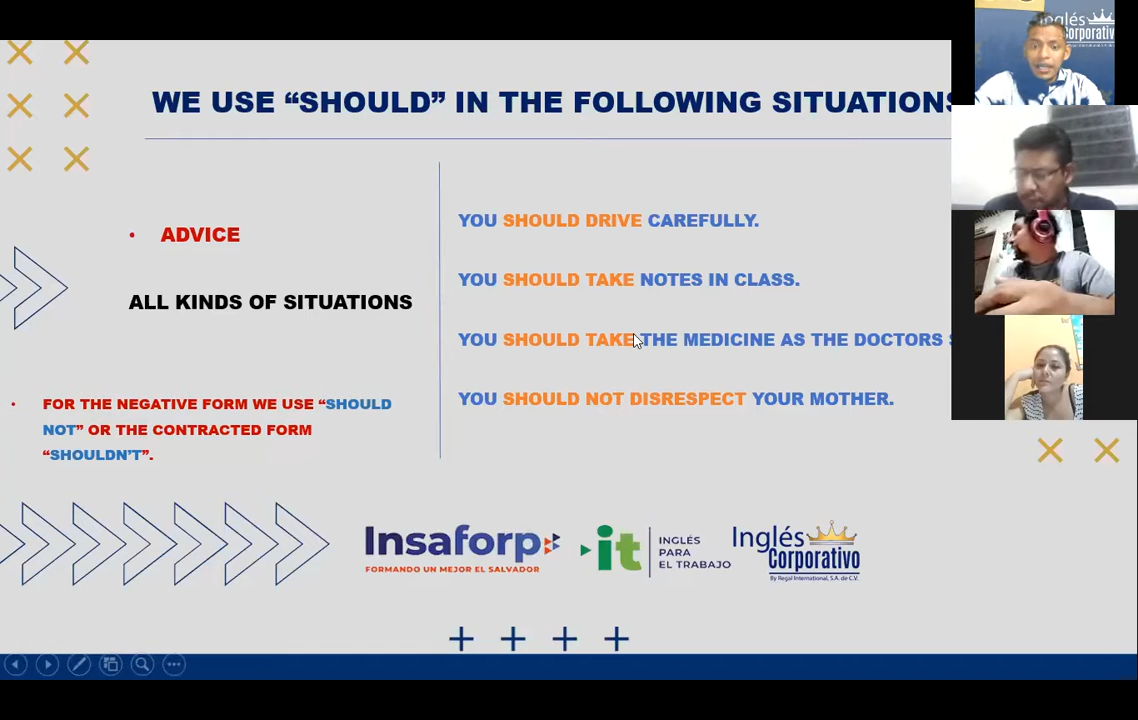 WE USE “SHOULD” IN THE FOLLOWING SITUATIONS
• ADVICE
ALL KINDS OF SITUATIONS
• FOR THE NEGATIVE FORM WE USE “SHOULD
NOT” OR THE CONTRACTED FORM
“SHOULDN’T”.
YOU SHOULD DRIVE CAREFULLY.
YOU SHOULD TAKE NOTES IN CLASS.
YOU SHOULD TAKE THE MEDICINE AS THE DOCTORS
YOU SHOULD NOT DISRESPECT YOUR MOTHER.
Insaforp
FORMANDO UN MEJOR EL SALVADOR
it
INGLÉS
PARA
EL TRABAJO
Inglés
Corporativo
By Regal International, S.A. de C.V.
Inglés
Corporativo